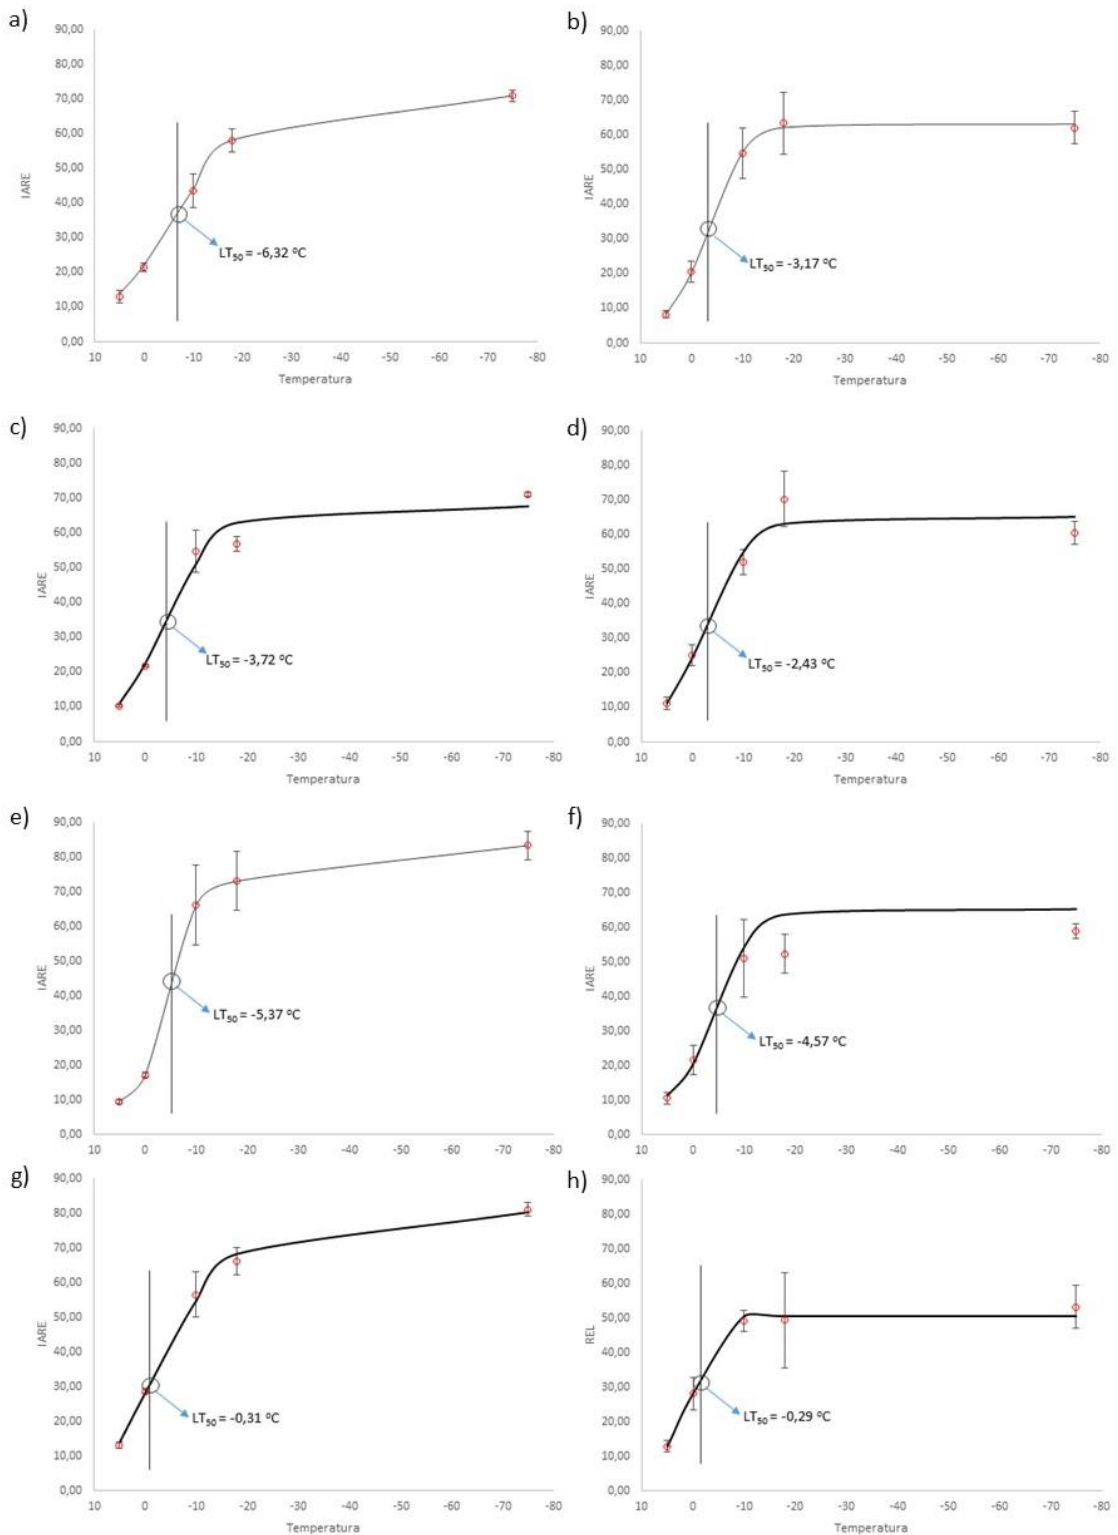 a)
90,00
80,00
70,00
60,00
50,00
40,00
30,00
20,00
10,00
0,00
IARE
LT50 = -6,32 ºC
10 0 -10 -20 -30 -40 -50 -60 -70 -80
Temperatura
b)
90,00
80,00
70,00
60,00
50,00
40,00
30,00
20,00
10,00
0,00
IARE
LT50 = -3,17 ºC
10 0 -10 -20 -30 -40 -50 -60 -70 -80
Temperatura
c)
90,00
80,00
70,00
60,00
50,00
40,00
30,00
20,00
10,00
0,00
IARE
LT50 = -3,72 ºC
10 0 -10 -20 -30 -40 -50 -60 -70 -80
Temperatura
d)
90,00
80,00
70,00
60,00
50,00
40,00
30,00
20,00
10,00
0,00
IARE
LT50 = -2,43 ºC
10 0 -10 -20 -30 -40 -50 -60 -70 -80
Temperatura
e)
90,00
80,00
70,00
60,00
50,00
40,00
30,00
20,00
10,00
0,00
IARE
LT50 = -5,37 ºC
10 0 -10 -20 -30 -40 -50 -60 -70 -80
f)
90,00
80,00
70,00
60,00
50,00
40,00
30,00
20,00
10,00
0,00
IARE
LT50 = -4,57 ºC
10 0 -10 -20 -30 -40 -50 -60 -70 -80
g)
90,00
80,00
70,00
60,00
50,00
40,00
30,00
20,00
10,00
0,00
IARE
LT50 = -0,31 ºC
10 0 -10 -20 -30 -40 -50 -60 -70 -80
Temperatura
h)
90,00
80,00
70,00
60,00
50,00
40,00
30,00
20,00
10,00
0,00
REL
LT50 = -0,29 ºC
10 0 -10 -20 -30 -40 -50 -60 -70 -80
Temperatura